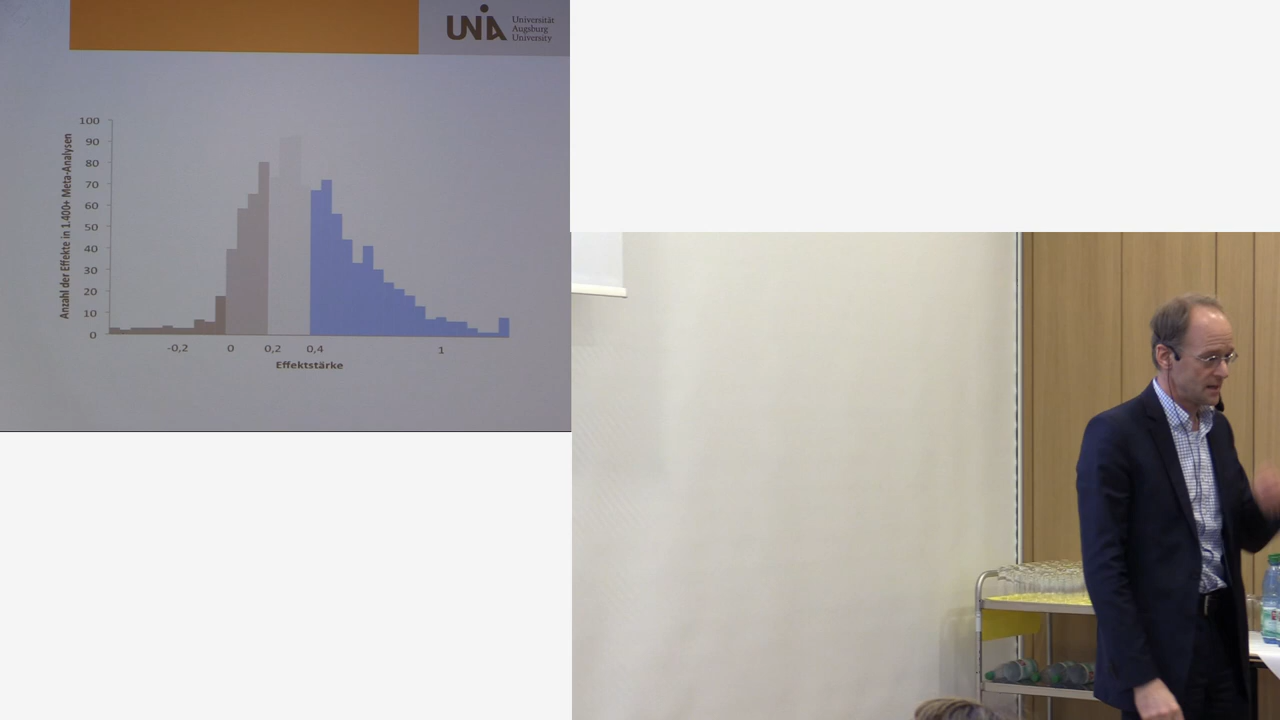 UNIA
Universität
Augsburg
University
Anzahl der Effekte in 1.400+ Meta-Analysen
100
90
80
70
60
50
40
30
20
10
0
-0,2 0 0,2 0,4 1
Effektstärke